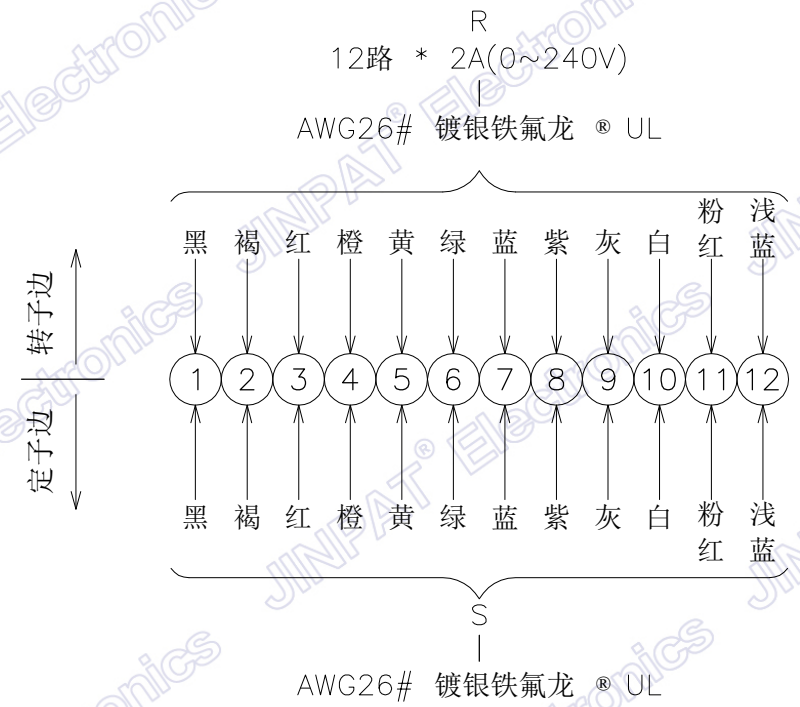 R
12路 * 2A(0~240V)
AWG26# 镀银铁氟龙 ® UL
黑 褐 红 橙 黄 绿 蓝 紫 灰 白 粉红 浅蓝
转子边
1 2 3 4 5 6 7 8 9 10 11 12
定子边
黑 褐 红 橙 黄 绿 蓝 紫 灰 白 粉红 浅蓝
S
AWG26# 镀银铁氟龙 ® UL
JINPAT® Electronics